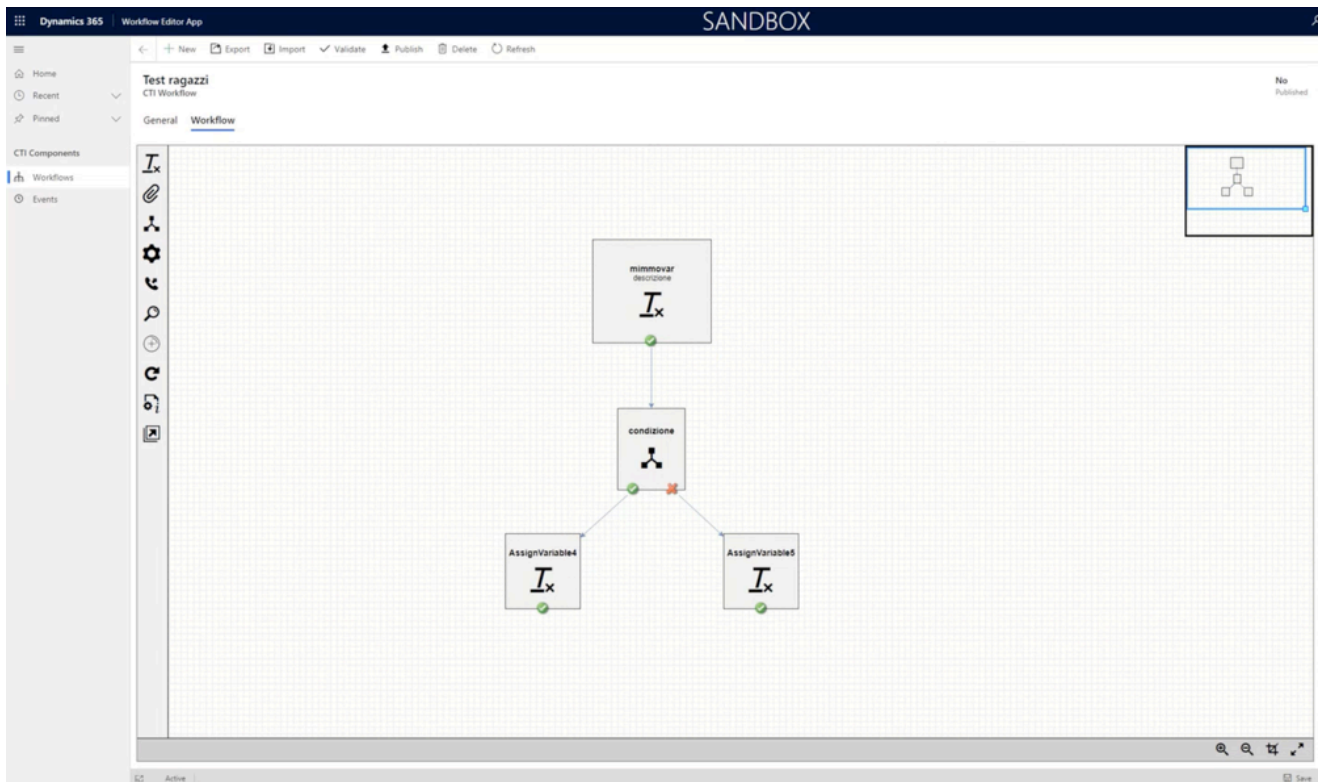 Dynamics 365
Workflow Editor App
SANDBOX
New
Export
Import
Validate
Publish
Delete
Refresh
Home
Recent
Pinned
CTI Components
Workflows
Events
Test ragazzi
CTI Workflow
No
Published
General
Workflow
mimmovar
descrizione
condizione
AssignVariable4
AssignVariable5
Active
Save